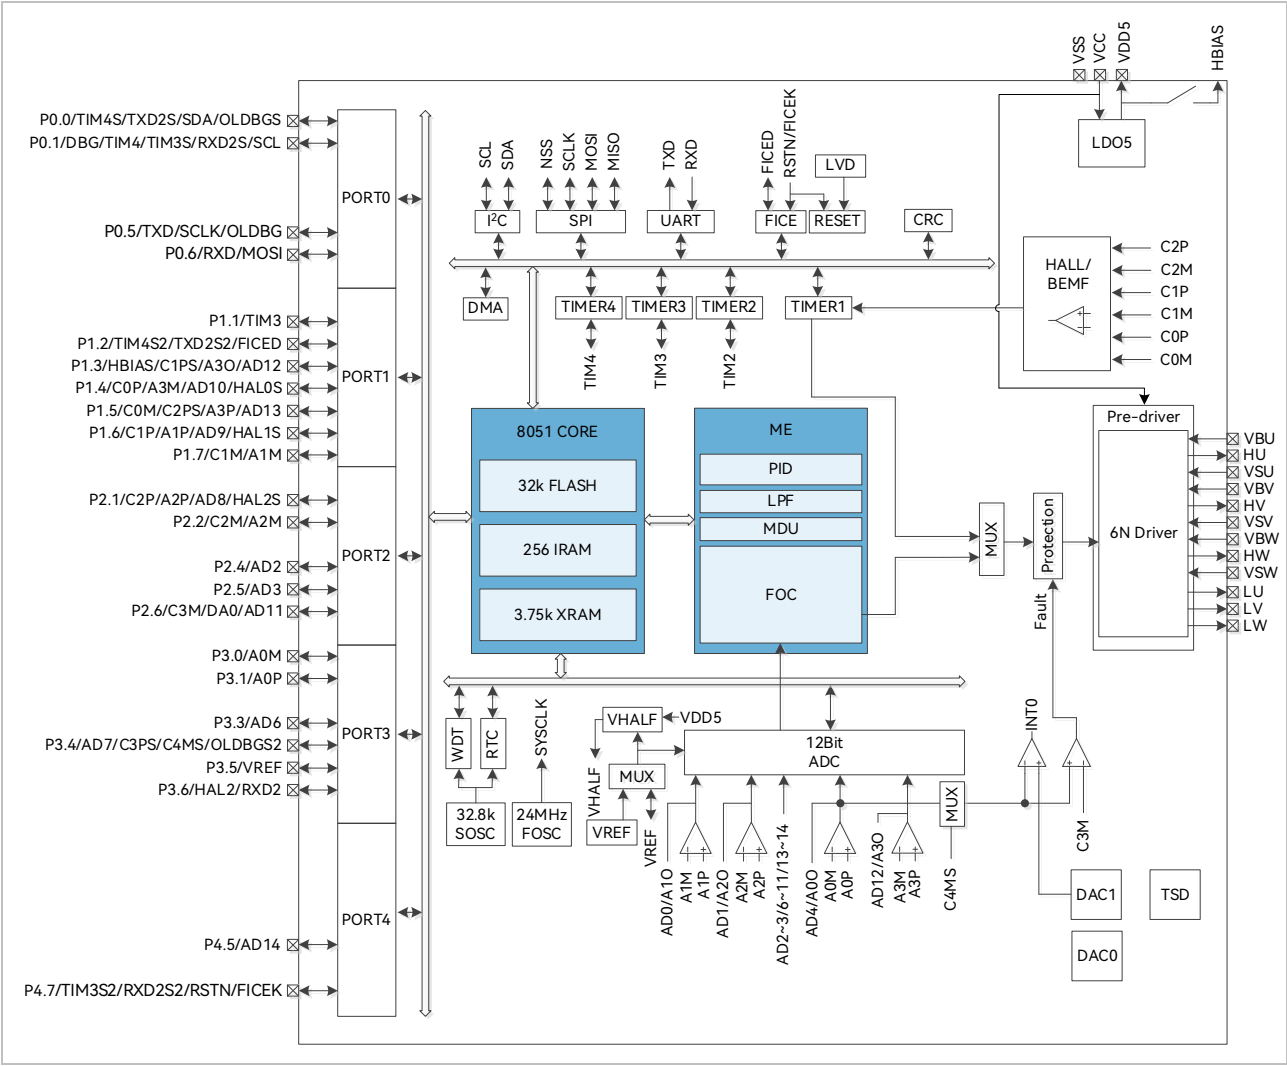 VSS
VCC
VDD5
HBIAS
LDO5
P0.0/TIM4S/TXD2S/SDA/OLDBGS
P0.1/DBG/TIM4/TIM3S/RXD2S/SCL
P0.5/TXD/SCLK/OLDBG
P0.6/RXD/MOSI
PORT0
P1.1/TIM3
P1.2/TIM4S2/TXD2S2/FICED
P1.3/HBIAS/C1PS/A3O/AD12
P1.4/C0P/A3M/AD10/HAL0S
P1.5/C0M/C2PS/A3P/AD13
P1.6/C1P/A1P/AD9/HAL1S
P1.7/C1M/A1M
PORT1
P2.1/C2P/A2P/AD8/HAL2S
P2.2/C2M/A2M
P2.4/AD2
P2.5/AD3
P2.6/C3M/DA0/AD11
PORT2
P3.0/A0M
P3.1/A0P
P3.3/AD6
P3.4/AD7/C3PS/C4MS/OLDBGS2
P3.5/VREF
P3.6/HAL2/RXD2
PORT3
P4.5/AD14
P4.7/TIM3S2/RXD2S2/RSTN/FICEK
PORT4
SCL
SDA
I²C
NSS
SCLK
MOSI
MISO
SPI
TXD
RXD
UART
FICED
RSTN/FICEK
LVD
FICE
RESET
CRC
DMA
TIMER4
TIMER3
TIMER2
TIMER1
TIM4
TIM3
TIM2
HALL/
BEMF
C2P
C2M
C1P
C1M
C0P
C0M
8051 CORE
32k FLASH
256 IRAM
3.75k XRAM
ME
PID
LPF
MDU
FOC
MUX
Protection
Fault
Pre-driver
6N Driver
VBU
HU
VSU
VBV
HV
VSV
VBW
HW
VSW
LU
LV
LW
WDT
RTC
32.8k
SOSC
SYSCLK
24MHz
FOSC
VHALF
VDD5
VHALF
MUX
VREF
VREF
12Bit
ADC
AD0/A1O
A1M
A1P
AD1/A2O
A2M
A2P
AD2~3/6~11/13~14
AD4/A0O
A0M
A0P
AD12/A3O
A3M
A3P
MUX
C4MS
INT0
C3M
DAC1
TSD
DAC0